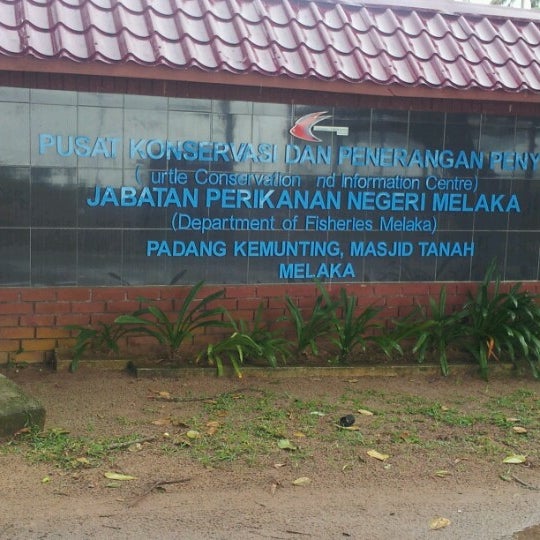 PUSAT KONSERVASI DAN PENERANGAN PENY
( urtle Conservation nd Information Centre)
JABATAN PERIKANAN NEGERI MELAKA
(Department of Fisheries Melaka)
PADANG KEMUNTING, MASJID TANAH
MELAKA